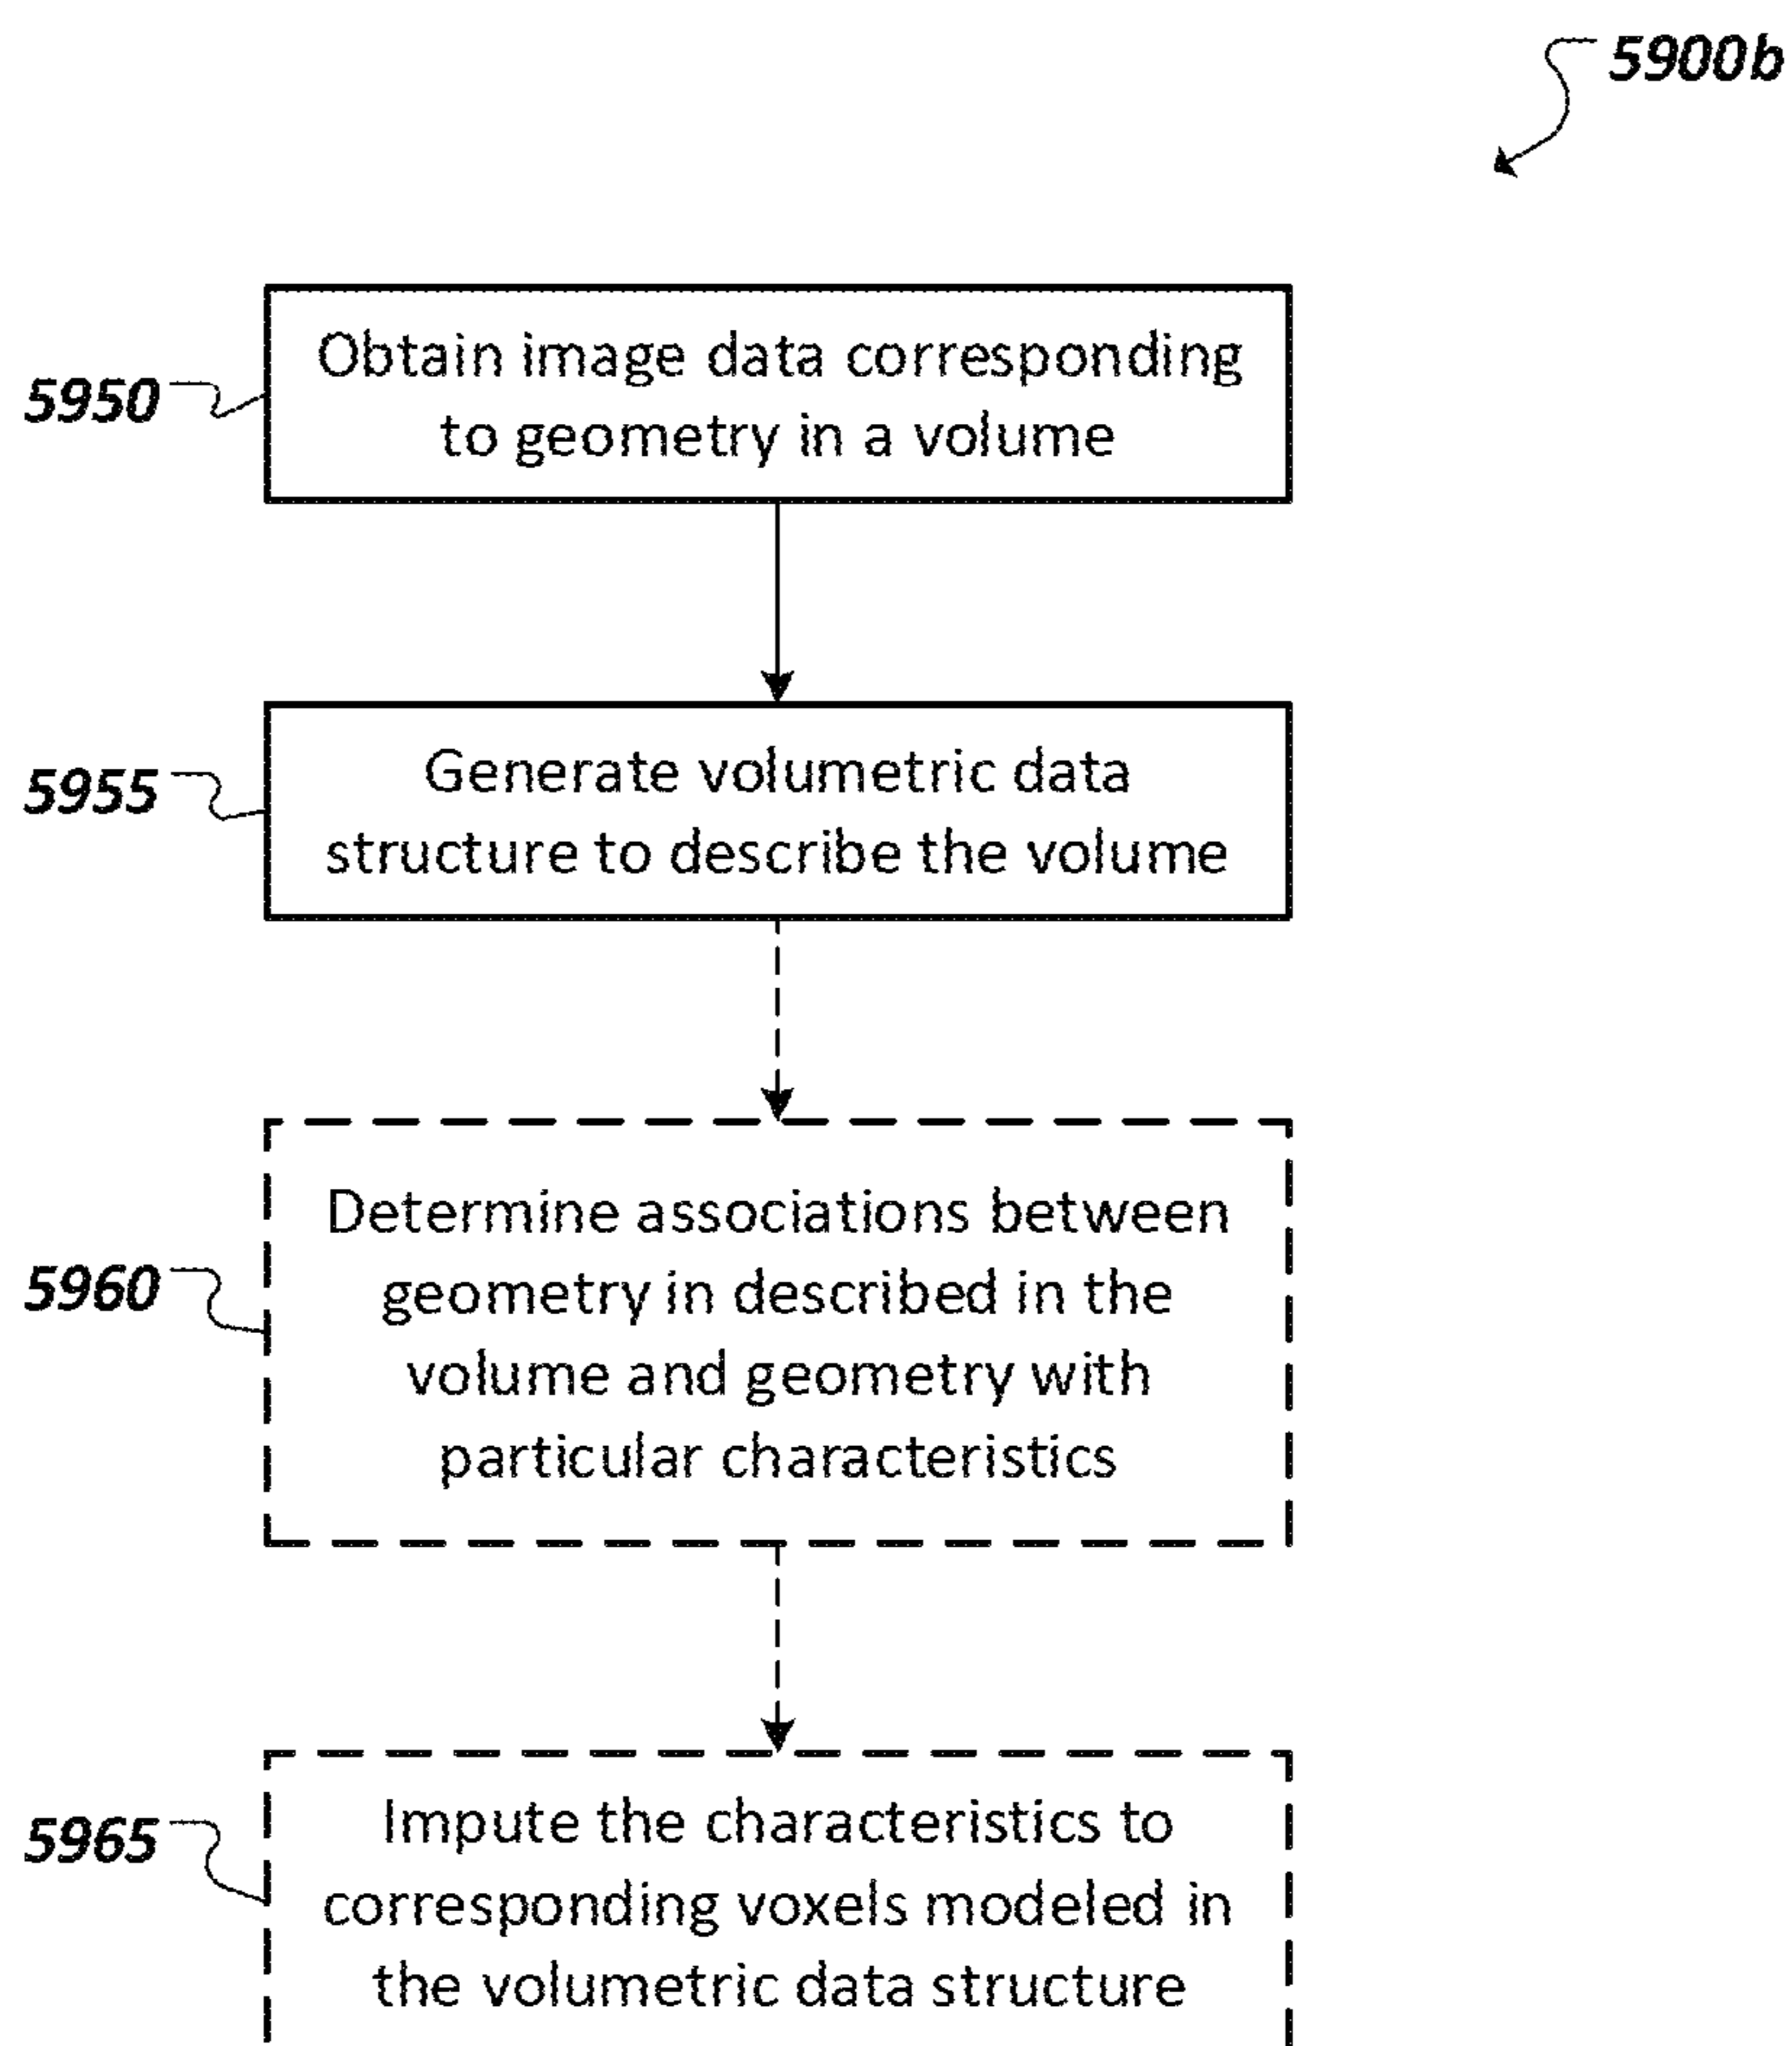 5900b
Obtain image data corresponding
to geometry in a volume
5950
Generate volumetric data
structure to describe the volume
5955
Determine associations between
geometry in described in the
volume and geometry with
particular characteristics
5960
Impute the characteristics to
corresponding voxels modeled in
the volumetric data structure
5965